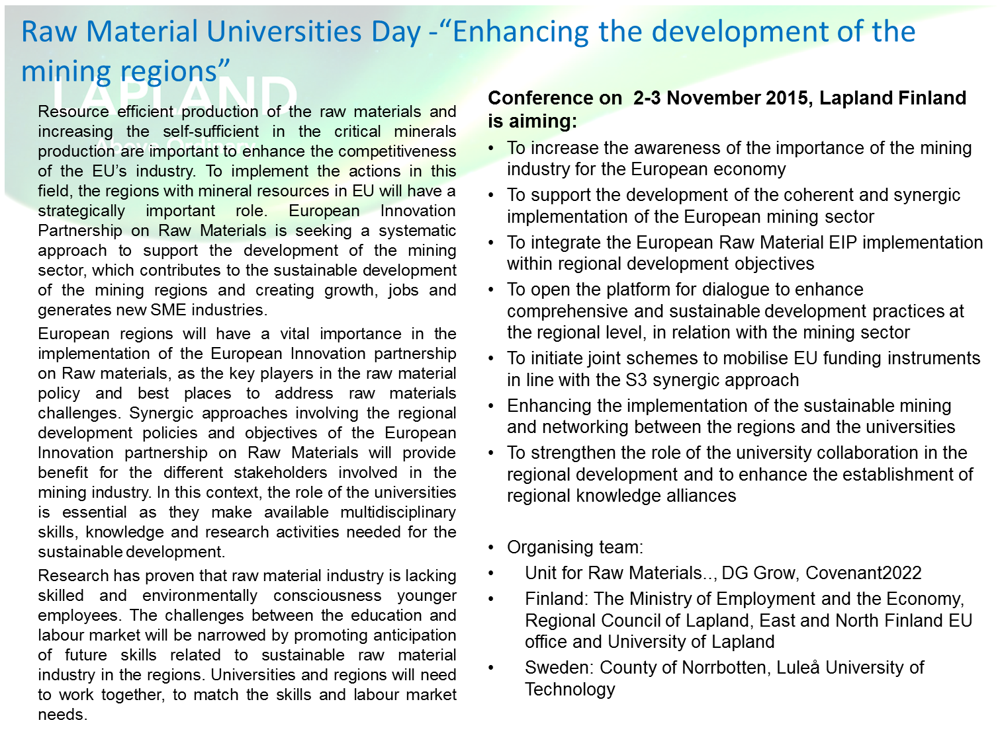 Raw Material Universities Day -“Enhancing the development of the
mining regions”
LAPLAND
Above Ordinary
Resource efficient production of the raw materials and
increasing the self-sufficient in the critical minerals
production are important to enhance the competitiveness
of the EU’s industry. To implement the actions in this
field, the regions with mineral resources in EU will have a
strategically important role. European Innovation
Partnership on Raw Materials is seeking a systematic
approach to support the development of the mining
sector, which contributes to the sustainable development
of the mining regions and creating growth, jobs and
generates new SME industries.
European regions will have a vital importance in the
implementation of the European Innovation partnership
on Raw materials, as the key players in the raw material
policy and best places to address raw materials
challenges. Synergic approaches involving the regional
development policies and objectives of the European
Innovation partnership on Raw Materials will provide
benefit for the different stakeholders involved in the
mining industry. In this context, the role of the universities
is essential as they make available multidisciplinary
skills, knowledge and research activities needed for the
sustainable development.
Research has proven that raw material industry is lacking
skilled and environmentally consciousness younger
employees. The challenges between the education and
labour market will be narrowed by promoting anticipation
of future skills related to sustainable raw material
industry in the regions. Universities and regions will need
to work together, to match the skills and labour market
needs.
Conference on  2-3 November 2015, Lapland Finland
is aiming:
• To increase the awareness of the importance of the mining
industry for the European economy
• To support the development of the coherent and synergic
implementation of the European mining sector
• To integrate the European Raw Material EIP implementation
within regional development objectives
• To open the platform for dialogue to enhance
comprehensive and sustainable development practices at
the regional level, in relation with the mining sector
• To initiate joint schemes to mobilise EU funding instruments
in line with the S3 synergic approach
• Enhancing the implementation of the sustainable mining
and networking between the regions and the universities
• To strengthen the role of the university collaboration in the
regional development and to enhance the establishment of
regional knowledge alliances
• Organising team:
• Unit for Raw Materials.., DG Grow, Covenant2022
• Finland: The Ministry of Employment and the Economy,
Regional Council of Lapland, East and North Finland EU
office and University of Lapland
• Sweden: County of Norrbotten, Luleå University of
Technology